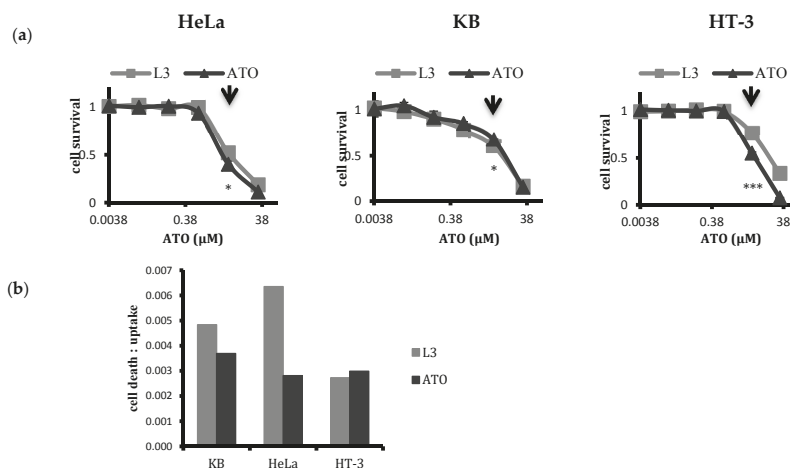 (a)
HeLa
KB
HT-3
L3 ATO
L3 ATO
L3 ATO
cell survival
1
0.5
0
*
0.0038 0.38 38
ATO (µM)
cell survival
1
0.5
0
*
0.0038 0.38 38
ATO (µM)
cell survival
1
0.5
0
***
0.0038 0.38 38
ATO (µM)
(b)
cell death : uptake
0.007
0.006
0.005
0.004
0.003
0.002
0.001
0.000
KB HeLa HT-3
L3
ATO